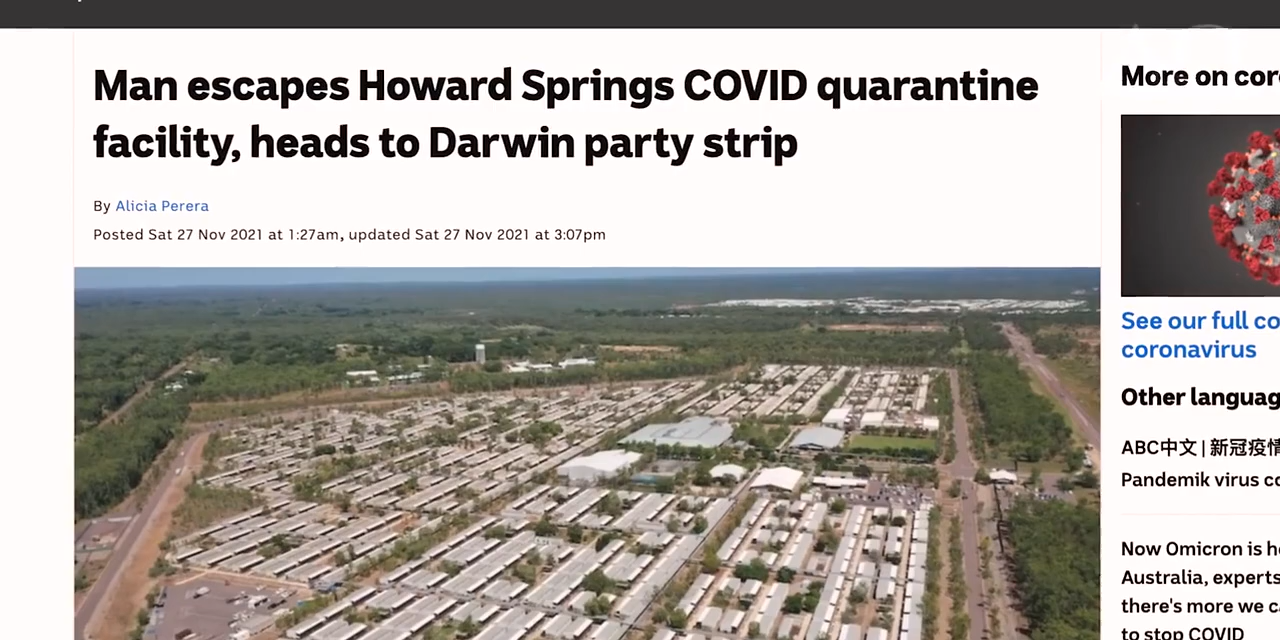 Man escapes Howard Springs COVID quarantine
facility, heads to Darwin party strip
By Alicia Perera
Posted Sat 27 Nov 2021 at 1:27am, updated Sat 27 Nov 2021 at 3:07pm
More on
See our full
coronavirus
Other
ABC中文 | 新冠疫情
Pandemik virus
Now Omicron is
Australia, experts
there's more we
to stop COVID